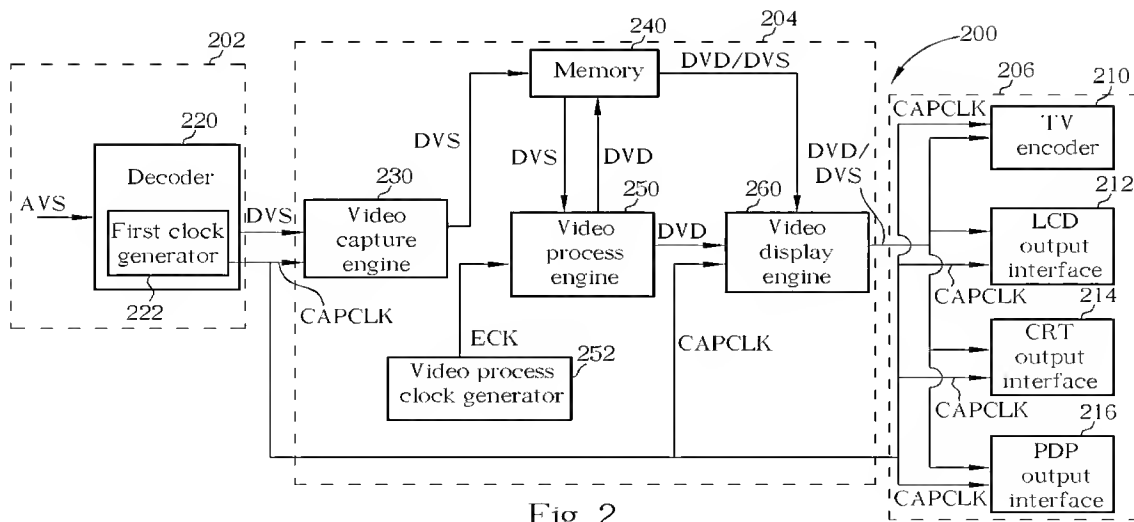 202
204
200
240
206
210
Memory
DVD/DVS
CAPCLK
TV
encoder
220
Decoder
DVS
DVS
DVD
DVD/
DVS
230
250
260
212
AVS
DVS
Video
capture
engine
Video
process
engine
DVD
Video
display
engine
LCD
output
interface
First clock
generator
222
CAPCLK
CAPCLK
214
ECK
252
CAPCLK
CRT
output
interface
Video process
clock generator
CAPCLK
216
PDP
output
interface
CAPCLK
Fig. 2